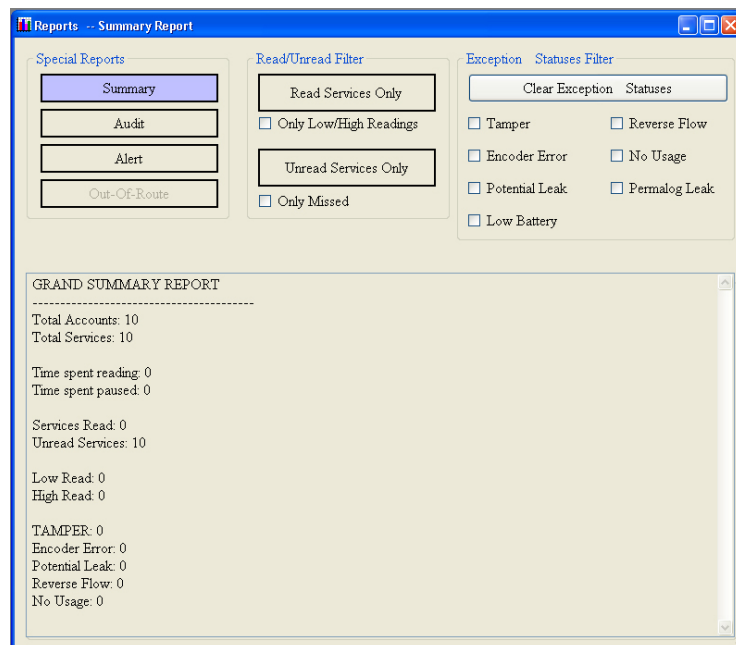 Reports -- Summary Report
Special Reports
Summary
Audit
Alert
Out-Of-Route
Read/Unread Filter
Read Services Only
Only Low/High Readings
Unread Services Only
Only Missed
Exception Statuses Filter
Clear Exception Statuses
Tamper
Reverse Flow
Encoder Error
No Usage
Potential Leak
Permalog Leak
Low Battery
GRAND SUMMARY REPORT
----------------------------------------
Total Accounts: 10
Total Services: 10
Time spent reading: 0
Time spent paused: 0
Services Read: 0
Unread Services: 10
Low Read: 0
High Read: 0
TAMPER: 0
Encoder Error: 0
Potential Leak: 0
Reverse Flow: 0
No Usage: 0